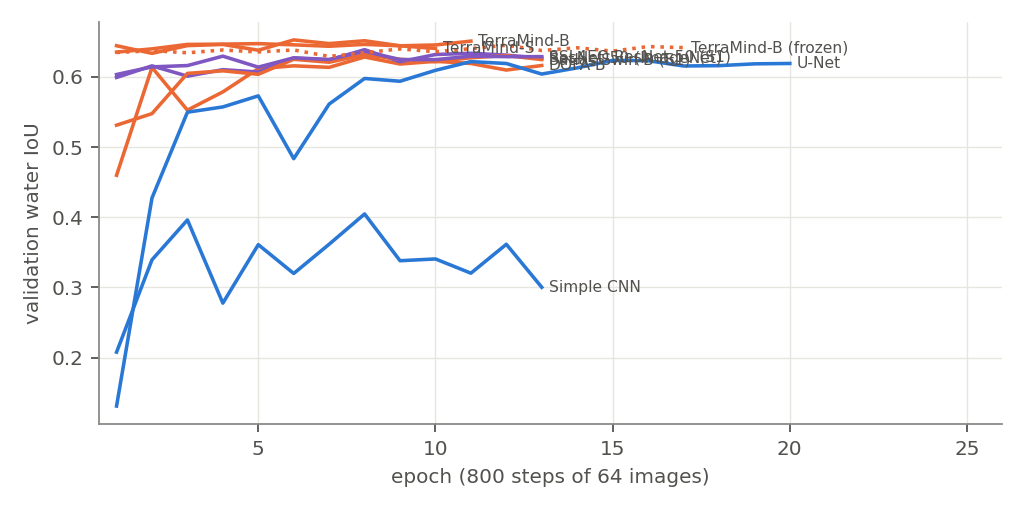 TerraMind-B
TerraMind-S
TerraMind-B (frozen)
U-Net
DOFA-B
Simple CNN
0.6
0.5
0.4
0.3
0.2
validation water IoU
5
10
15
20
25
epoch (800 steps of 64 images)